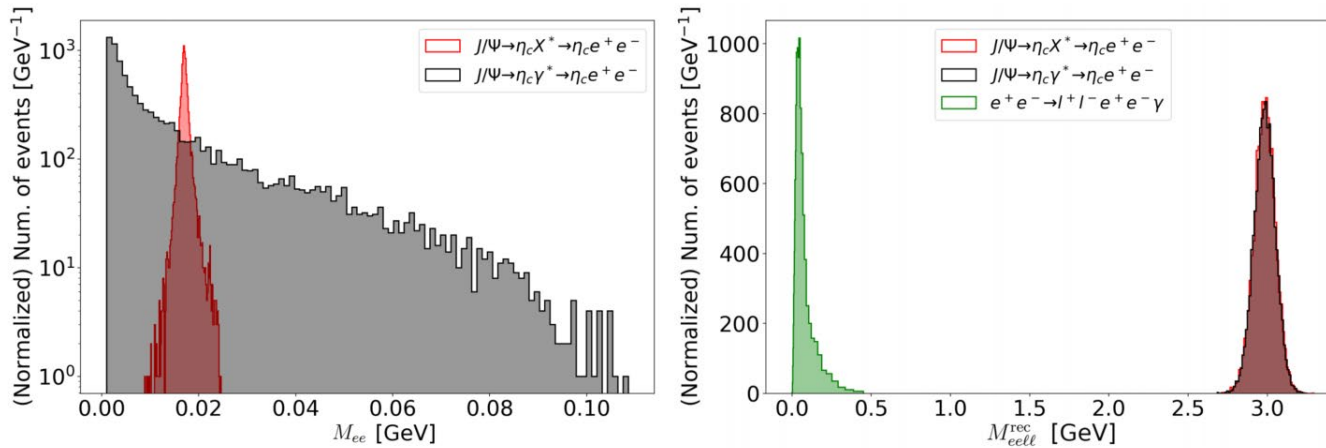 (Normalized) Num. of events [GeV⁻¹]
10³
10²
10¹
10⁰
J/Ψ→η_cX*→η_ce⁺e⁻
J/Ψ→η_cγ*→η_ce⁺e⁻
0.00 0.02 0.04 0.06 0.08 0.10
M_ee [GeV]
(Normalized) Num. of events [GeV⁻¹]
1000
800
600
400
200
0
J/Ψ→η_cX*→η_ce⁺e⁻
J/Ψ→η_cγ*→η_ce⁺e⁻
e⁺e⁻→l⁺l⁻e⁺e⁻γ
0.0 0.5 1.0 1.5 2.0 2.5 3.0
M^rec_eeℓℓ [GeV]